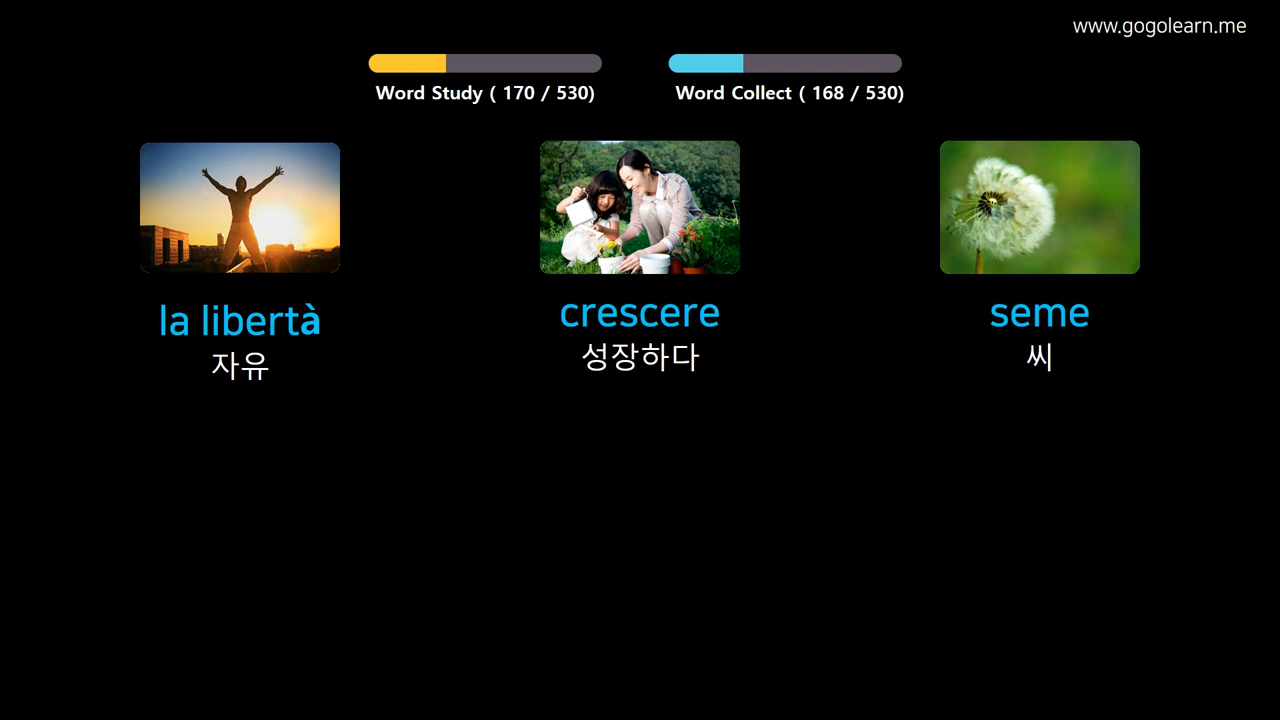 www.gogolearn.me
Word Study ( 170 / 530)
Word Collect ( 168 / 530)
la libertà
자유
crescere
성장하다
seme
씨